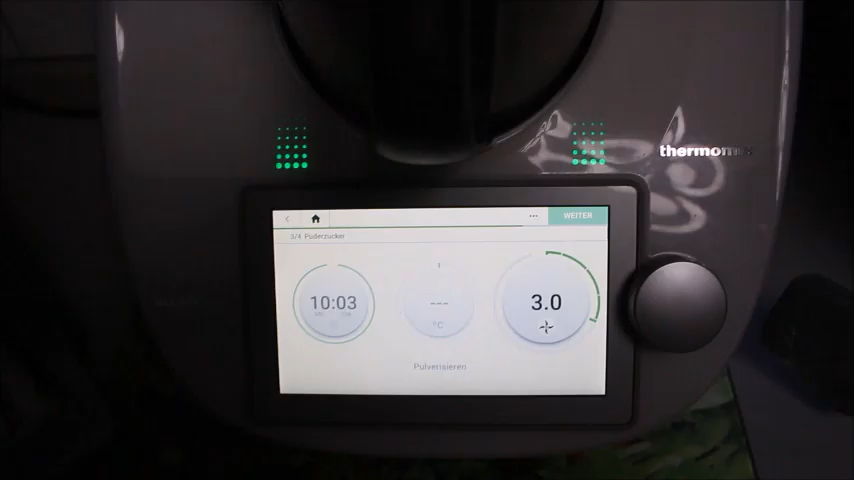 thermomix
WEITER
3/4 Puderzucker
10:03
---
°C
3.0
Pulverisieren